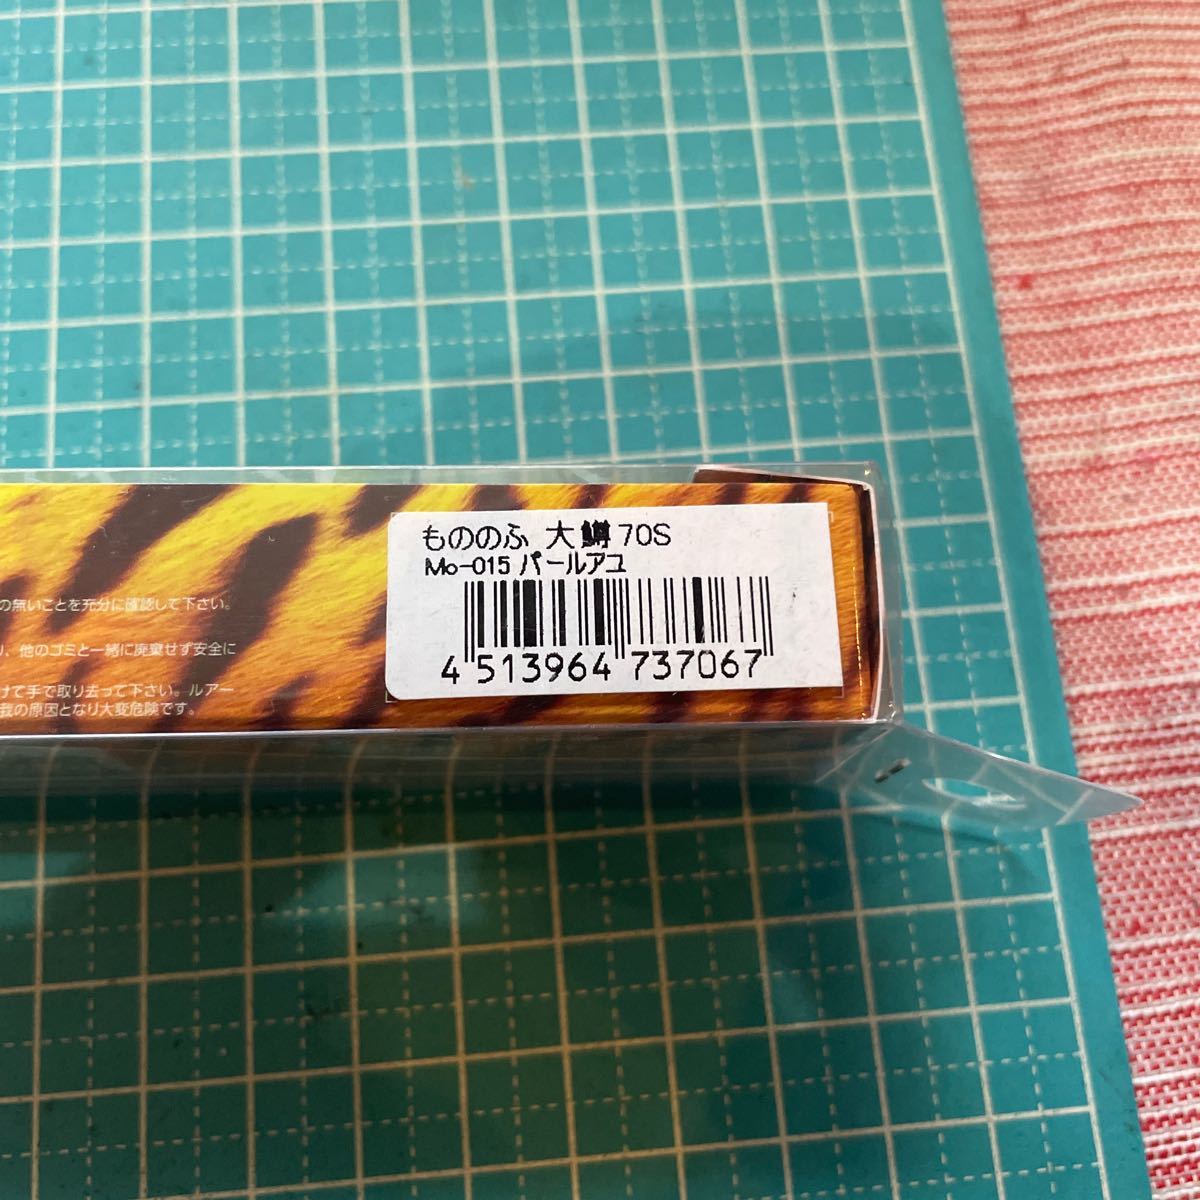 もののふ 大鱒70S
Mo-015 パールアユ
4 513964 737067
の無いことを充分に確認して下さい。
、他のゴミと一緒に廃棄せず安全に
けて手で取り去って下さい。ルアー
我の原因となり大変危険です。